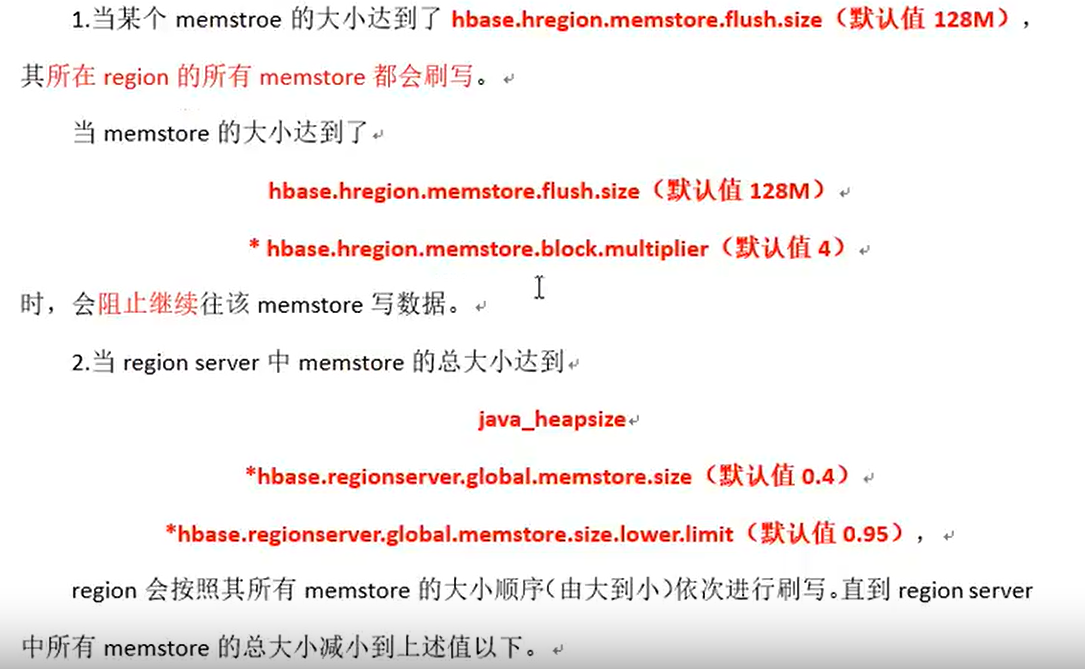 1.当某个 memstroe 的大小达到了 hbase.hregion.memstore.flush.size（默认值 128M），
其所在 region 的所有 memstore 都会刷写。
当 memstore 的大小达到了
hbase.hregion.memstore.flush.size（默认值 128M）
* hbase.hregion.memstore.block.multiplier（默认值 4）
时，会阻止继续往该 memstore 写数据。
2.当 region server 中 memstore 的总大小达到
java_heapsize
*hbase.regionserver.global.memstore.size（默认值 0.4）
*hbase.regionserver.global.memstore.size.lower.limit（默认值 0.95），
region 会按照其所有 memstore 的大小顺序（由大到小）依次进行刷写。直到 region server
中所有 memstore 的总大小减小到上述值以下。